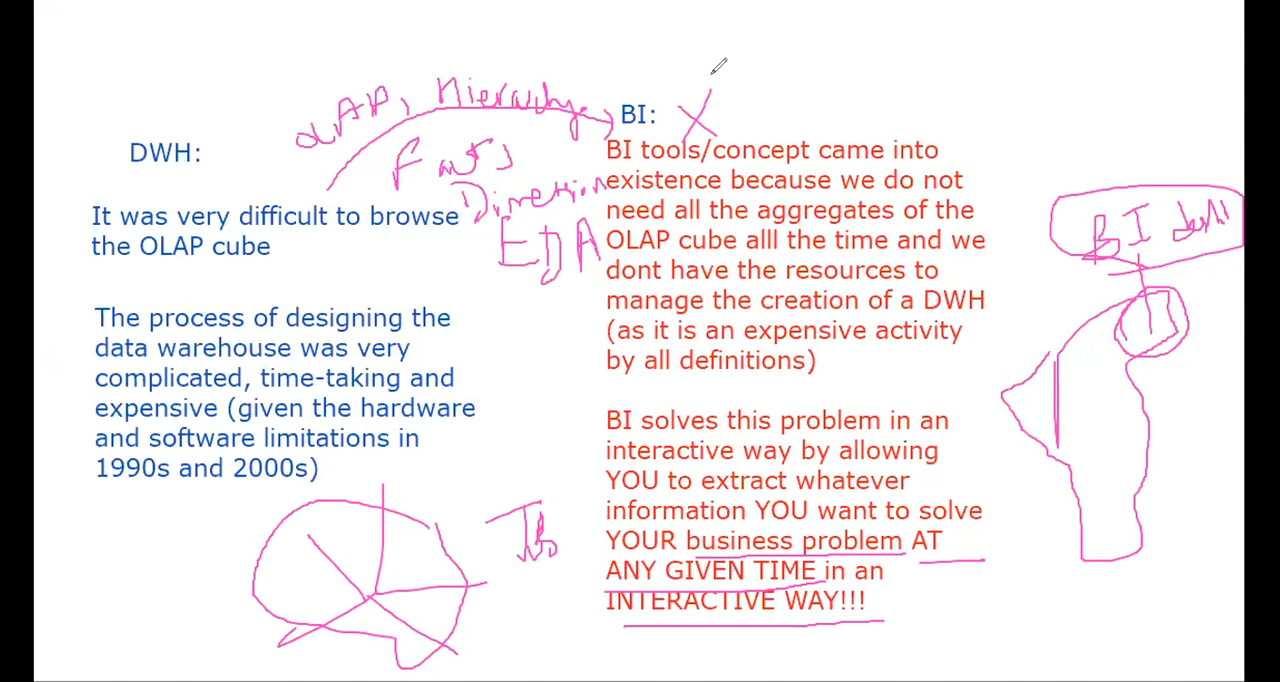 DWH:
It was very difficult to browse
the OLAP cube
The process of designing the
data warehouse was very
complicated, time-taking and
expensive (given the hardware
and software limitations in
1990s and 2000s)
OLAP, Hierarchy
Facts
Dimension
EDA
BI:
BI tools/concept came into
existence because we do not
need all the aggregates of the
OLAP cube alll the time and we
dont have the resources to
manage the creation of a DWH
(as it is an expensive activity
by all definitions)
BI solves this problem in an
interactive way by allowing
YOU to extract whatever
information YOU want to solve
YOUR business problem AT
ANY GIVEN TIME in an
INTERACTIVE WAY!!!
BI